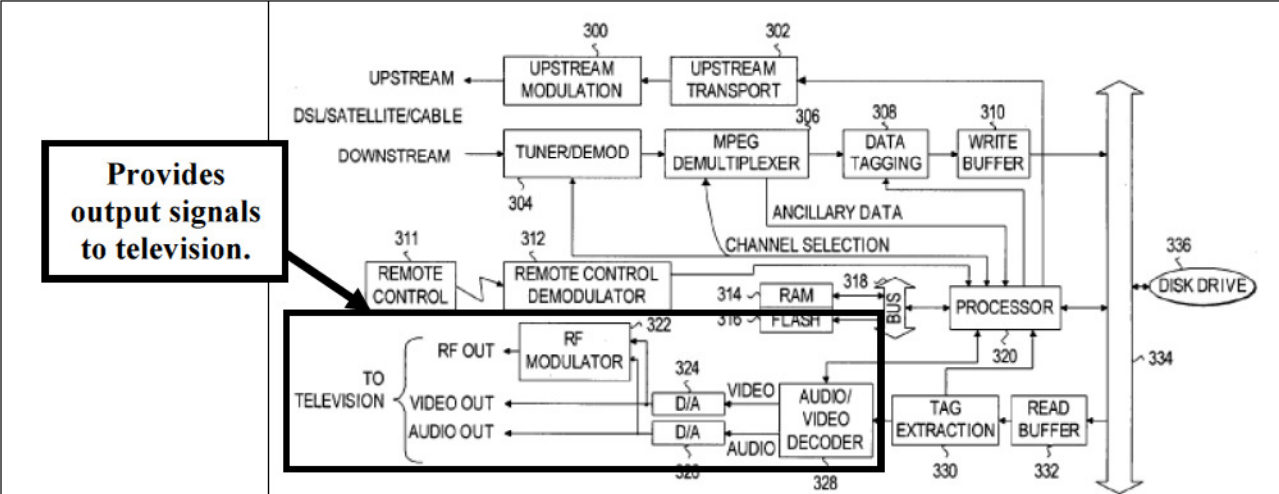 300
302
UPSTREAM
UPSTREAM
MODULATION
UPSTREAM
TRANSPORT
DSL/SATELLITE/CABLE
306
308
310
DOWNSTREAM
TUNER/DEMOD
MPEG
DEMULTIPLEXER
DATA
TAGGING
WRITE
BUFFER
304
Provides
output signals
to television.
ANCILLARY DATA
CHANNEL SELECTION
311
312
REMOTE
CONTROL
REMOTE CONTROL
DEMODULATOR
314
RAM
318
316
FLASH
BUS
PROCESSOR
320
336
DISK DRIVE
334
322
RF OUT
RF
MODULATOR
TO
TELEVISION
324
VIDEO OUT
D/A
VIDEO
AUDIO OUT
D/A
AUDIO
AUDIO/
VIDEO
DECODER
328
TAG
EXTRACTION
330
READ
BUFFER
332